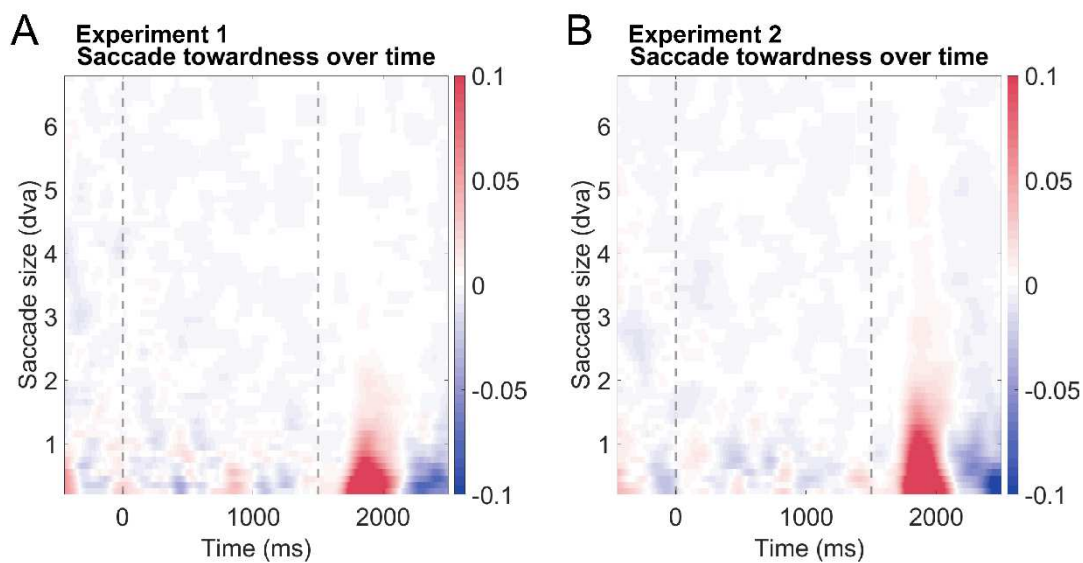 A
Experiment 1
Saccade towardness over time
Saccade size (dva)
6
5
4
3
2
1
0
1000
2000
Time (ms)
0.1
0.05
0
-0.05
-0.1
B
Experiment 2
Saccade towardness over time
Saccade size (dva)
6
5
4
3
2
1
0
1000
2000
Time (ms)
0.1
0.05
0
-0.05
-0.1